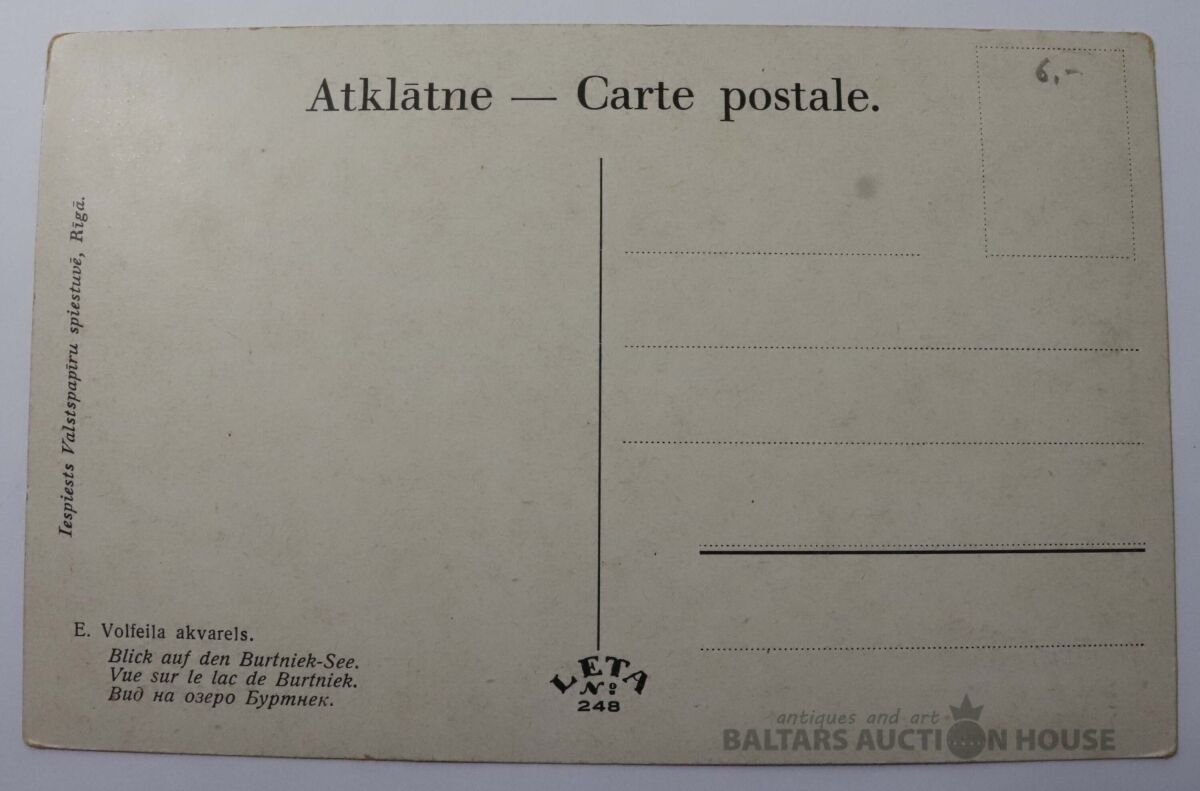 Atklātne — Carte postale.
6,-
Iespiests Valstspapīru spiestuvē, Rīgā.
E. Volfeila akvarels.
Blick auf den Burtniek-See.
Vue sur le lac de Burtniek.
Вид на озеро Буртнек.
LETA
№
248
antiques and art
BALTARS AUCTION HOUSE